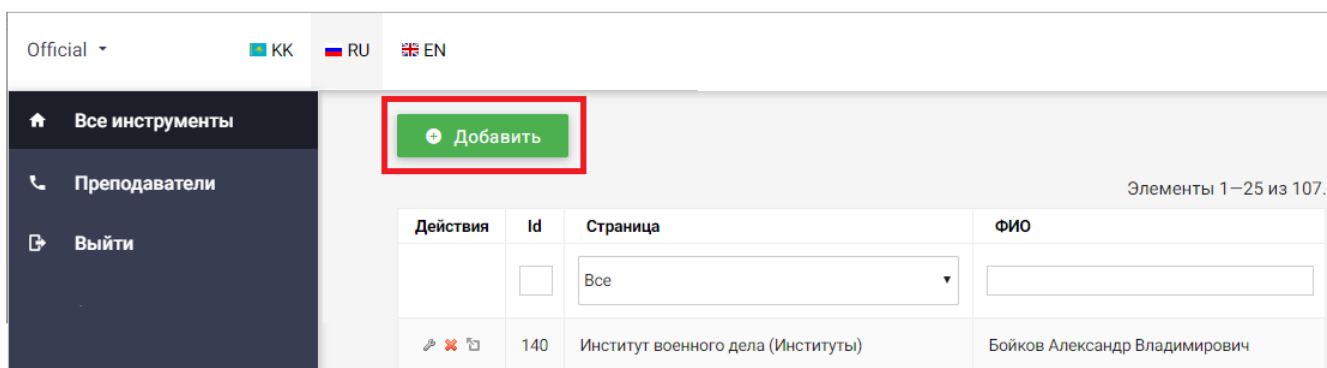 Official KK RU EN
Все инструменты
Добавить
Преподаватели
Элементы 1—25 из 107.
Выйти
Действия Id Страница ФИО
Все
140 Институт военного дела (Институты) Бойков Александр Владимирович